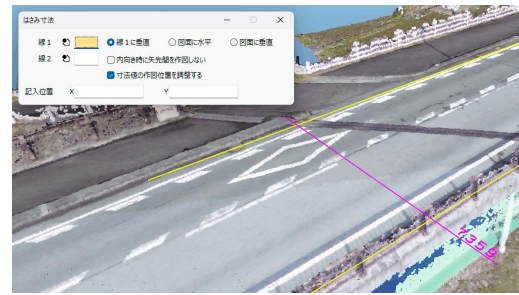 はさみ寸法
線1 線1に垂直 図面に水平 図面に垂直
線2 内向き時に矢先間を作図しない
寸法値の作図位置を調整する
記入位置 X Y
7359